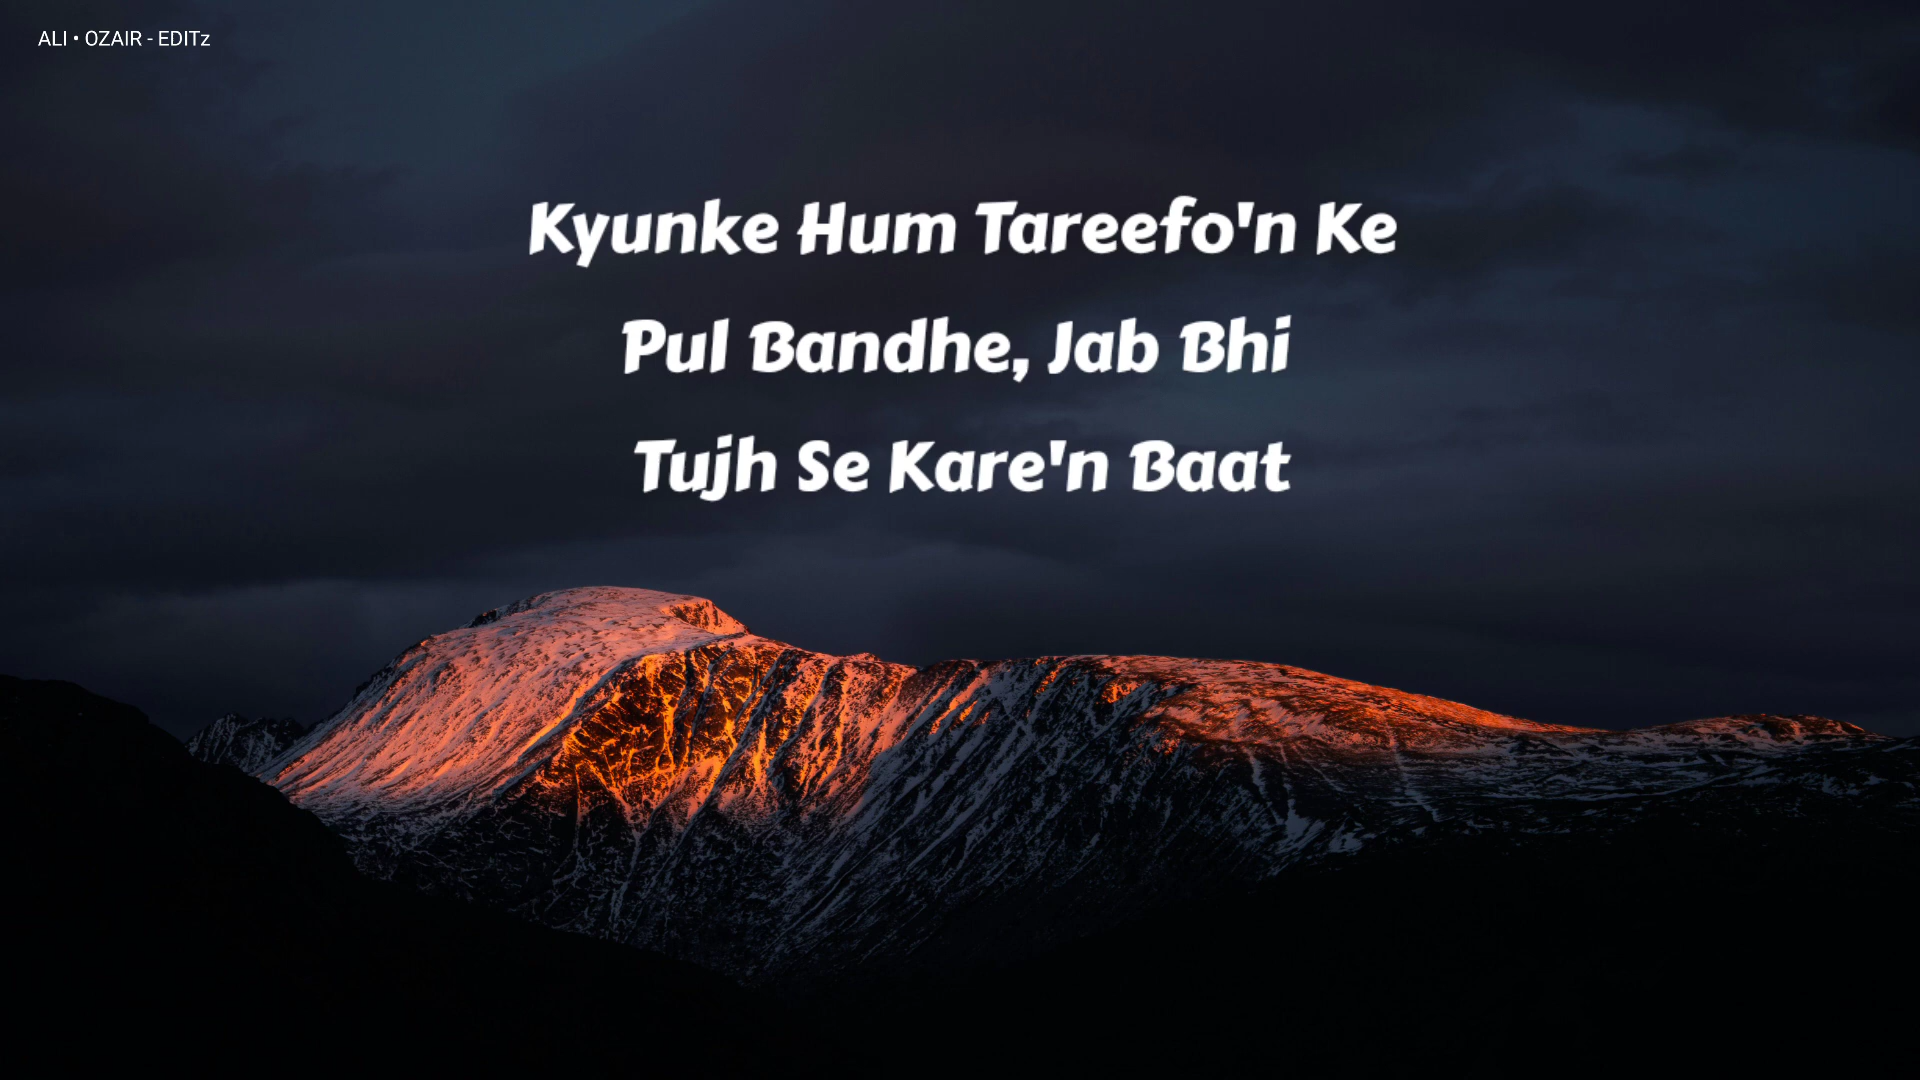 ALI • OZAIR - EDITz
Kyunke Hum Tareefo'n Ke
Pul Bandhe, Jab Bhi
Tujh Se Kare'n Baat